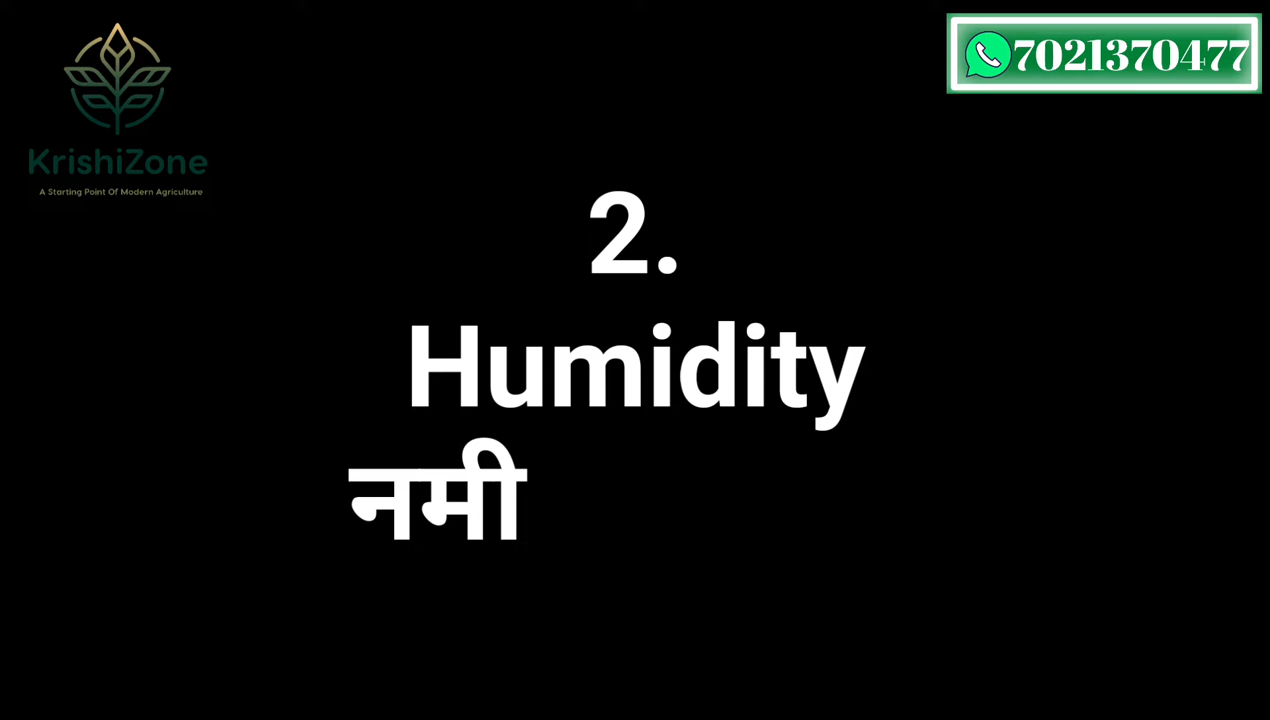 KrishiZone
A Starting Point Of Modern Agriculture
7021370477
2.
Humidity
नमी